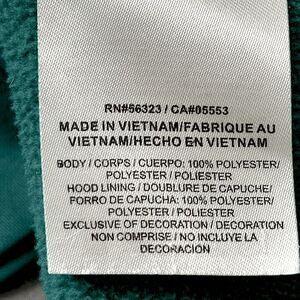 RN#56323 / CA#05553
MADE IN VIETNAM/FABRIQUE AU
VIETNAM/HECHO EN VIETNAM
BODY / CORPS / CUERPO: 100% POLYESTER/
POLYESTER / POLIESTER
HOOD LINING / DOUBLURE DE CAPUCHE/
FORRO DE CAPUCHA: 100% POLYESTER/
POLYESTER / POLIESTER
EXCLUSIVE OF DECORATION / DECORATION
NON COMPRISE / NO INCLUYE LA
DECORACIÓN